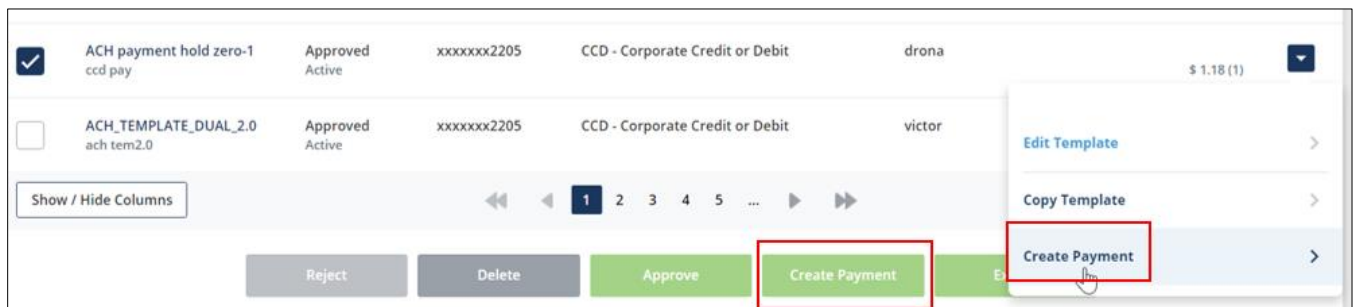 ACH payment hold zero-1 Approved xxxxxxx2205 CCD - Corporate Credit or Debit drona
ccd pay Active $ 1.18 (1)
ACH_TEMPLATE_DUAL_2.0 Approved xxxxxxx2205 CCD - Corporate Credit or Debit victor
ach tem2.0 Active
Edit Template
Show / Hide Columns 1 2 3 4 5 ... Copy Template
Create Payment
Reject Delete Approve Create Payment